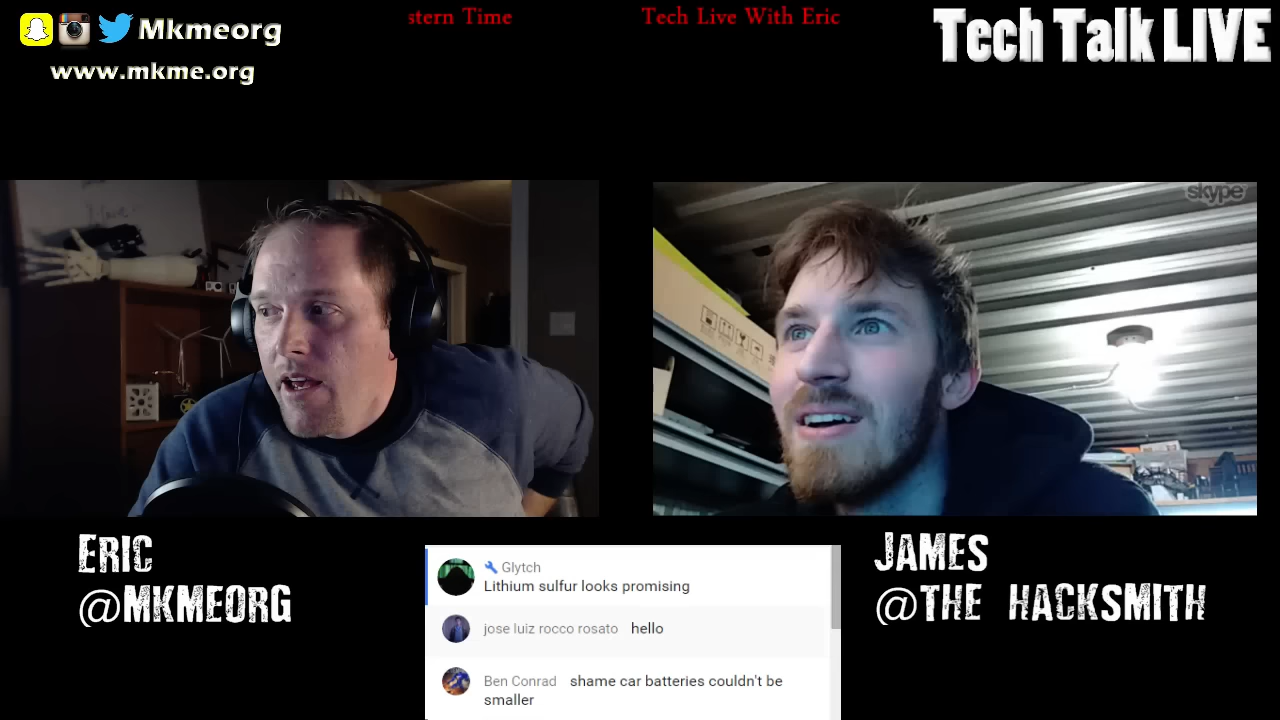 Mkmeorg
www.mkme.org
stern Time
Tech Live With Eric
Tech Talk LIVE
skype
ERIC
@MKMEORG
JAMES
@THE HACKSMITH
Glytch
Lithium sulfur looks promising
jose luiz rocco rosato hello
Ben Conrad shame car batteries couldn't be
smaller